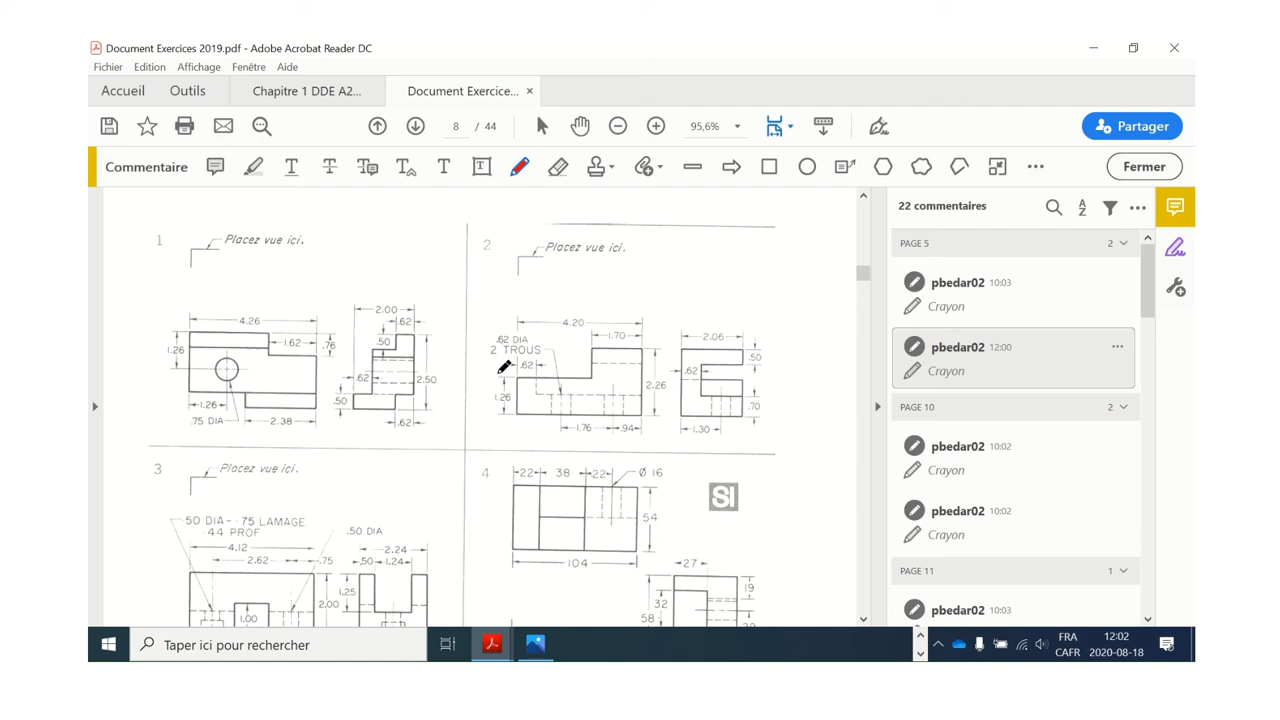 Document Exercices 2019.pdf - Adobe Acrobat Reader DC
Fichier Edition Affichage Fenêtre Aide
Accueil Outils Chapitre 1 DDE A2... Document Exercice... ×
8 / 44 95,6% Partager
Commentaire Fermer
22 commentaires
PAGE 5 2
pbedar02 10:03
Crayon
pbedar02 12:00
Crayon
PAGE 10 2
pbedar02 10:02
Crayon
pbedar02 10:02
Crayon
PAGE 11 1
pbedar02 10:03
1
Placez vue ici.
4.26
1.62
.76
1.26
1.26
.75 DIA
2.38
2.00
.62
.50
.62
2.50
.50
.62
2
Placez vue ici.
4.20
1.70
.62 DIA
2 TROUS
.62
1.26
2.26
1.76
.94
2.06
.50
.62
.70
1.30
3
Placez vue ici.
.50 DIA - .75 LAMAGE
.44 PROF
.50 DIA
4.12
2.62
.75
2.00
1.00
2.24
.50
1.24
1.25
4
22 38 22 Ø 16
54
104
SI
27
19
32
58
Taper ici pour rechercher
FRA
CAFR
12:02
2020-08-18